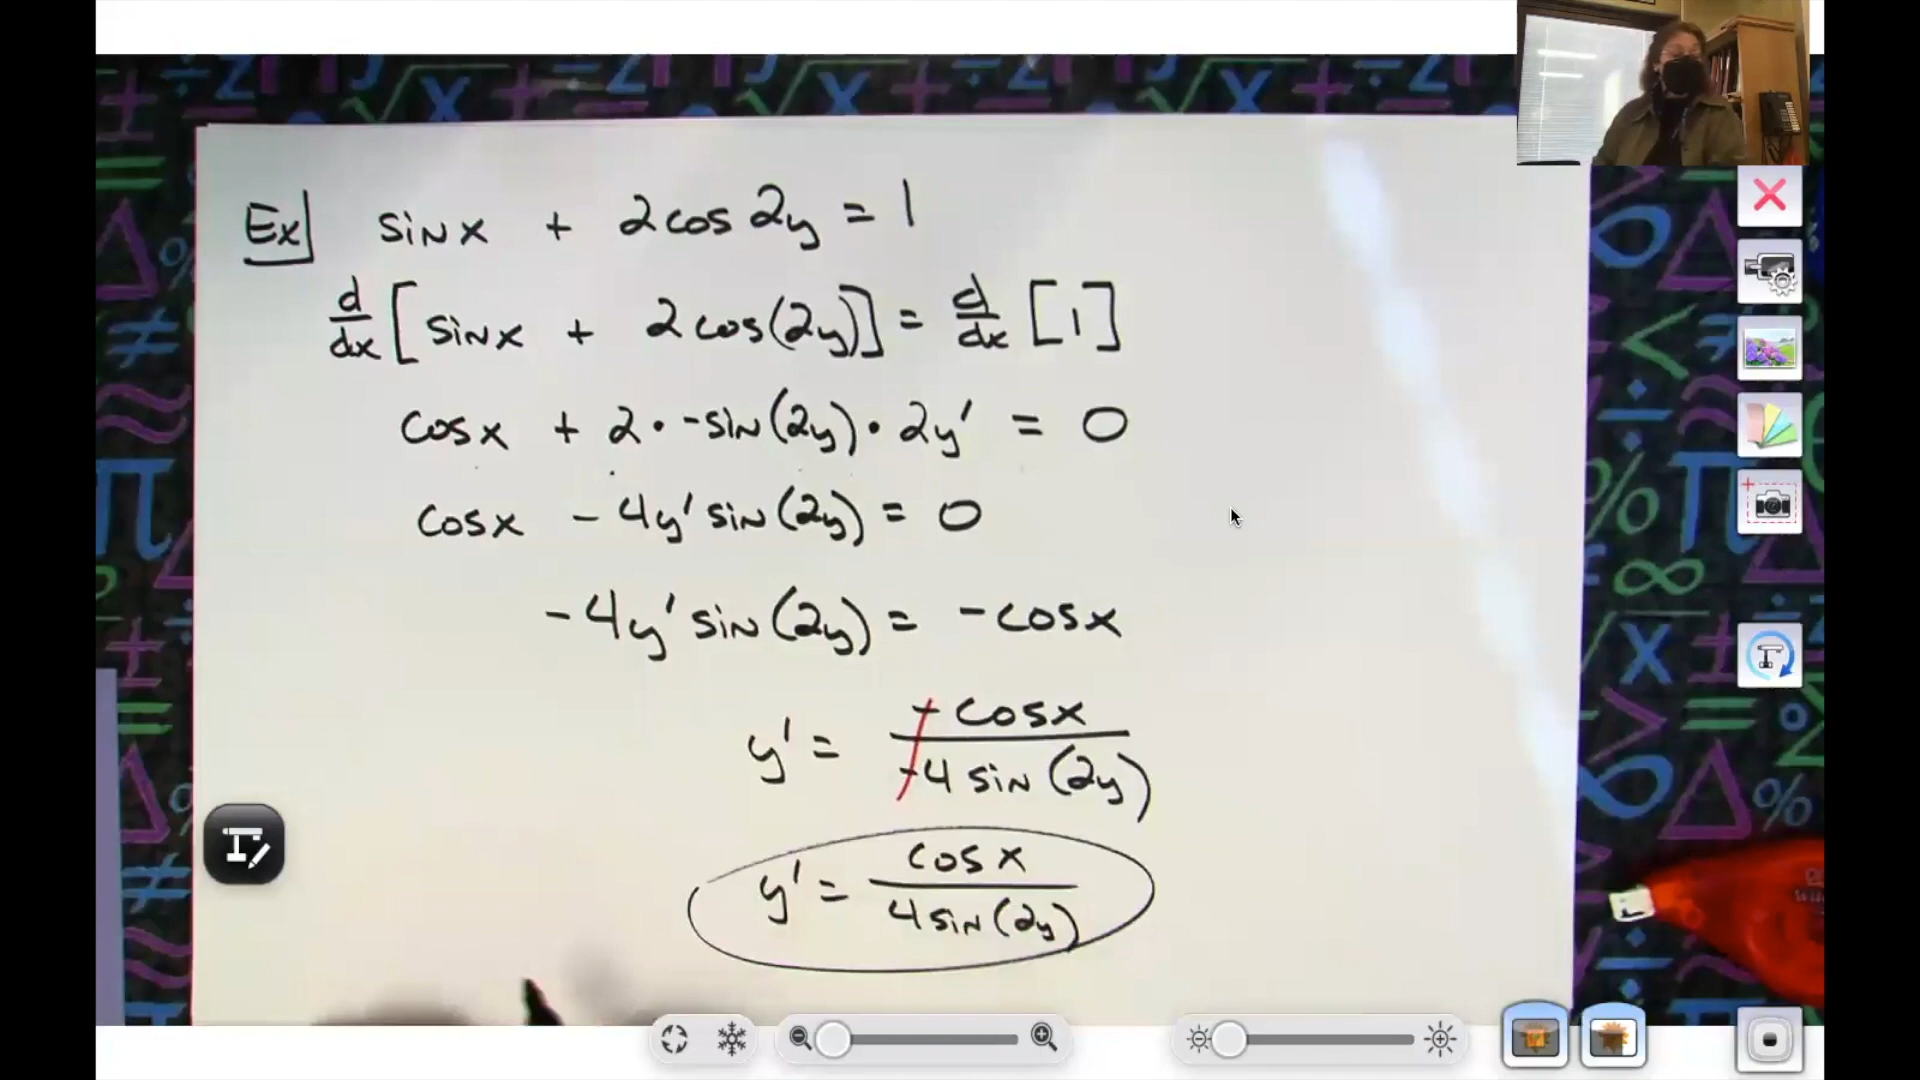 Ex] sin x + 2cos 2y = 1
d/dx [sin x + 2cos(2y)] = d/dx [1]
cos x + 2 · -sin(2y) · 2y' = 0
cos x - 4y' sin(2y) = 0
-4y' sin(2y) = -cos x
y' = -cos x / -4 sin(2y)
y' = cos x / 4 sin(2y)